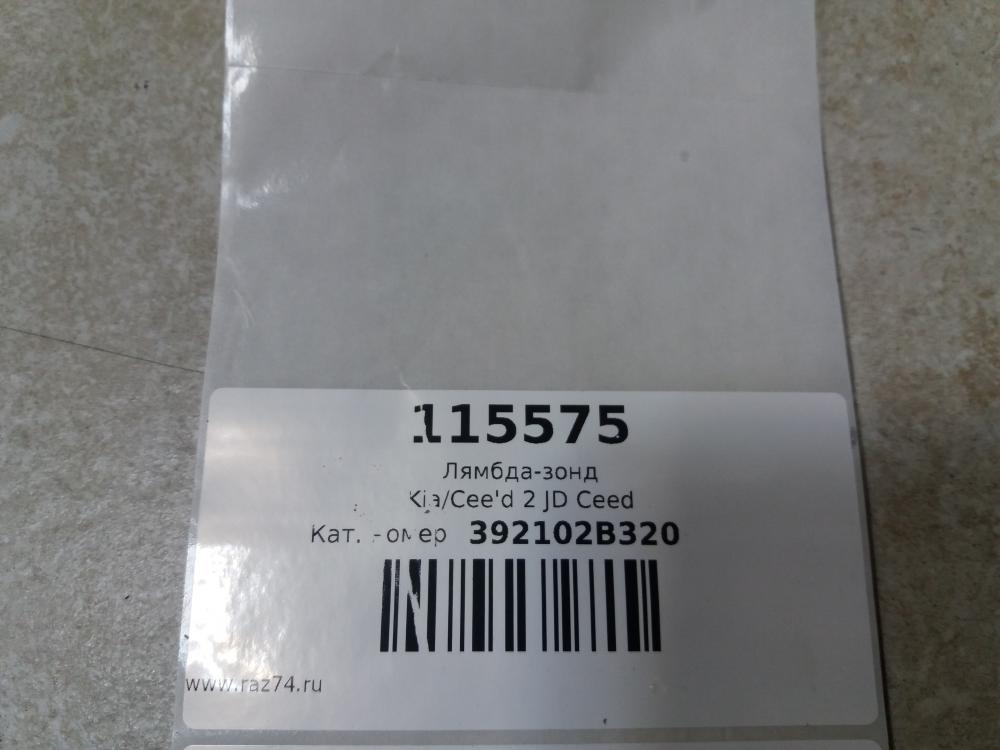 115575
Лямбда-зонд
Kia/Cee'd 2 JD Ceed
Кат. номер 392102B320
www.raz74.ru